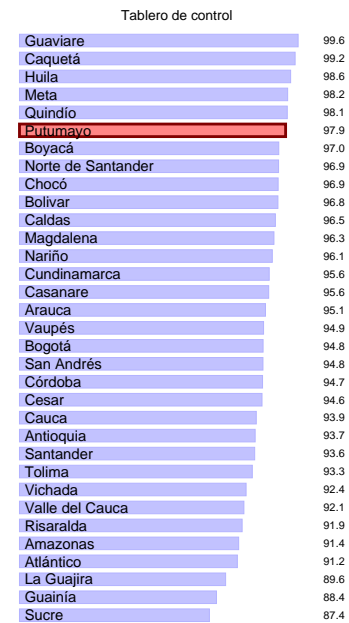 Tablero de control
Guaviare 99.6
Caquetá 99.2
Huila 98.6
Meta 98.2
Quindío 98.1
Putumayo 97.9
Boyacá 97.0
Norte de Santander 96.9
Chocó 96.9
Bolivar 96.8
Caldas 96.5
Magdalena 96.3
Nariño 96.1
Cundinamarca 95.6
Casanare 95.6
Arauca 95.1
Vaupés 94.9
Bogotá 94.8
San Andrés 94.8
Córdoba 94.7
Cesar 94.6
Cauca 93.9
Antioquia 93.7
Santander 93.6
Tolima 93.3
Vichada 92.4
Valle del Cauca 92.1
Risaralda 91.9
Amazonas 91.4
Atlántico 91.2
La Guajira 89.6
Guainía 88.4
Sucre 87.4